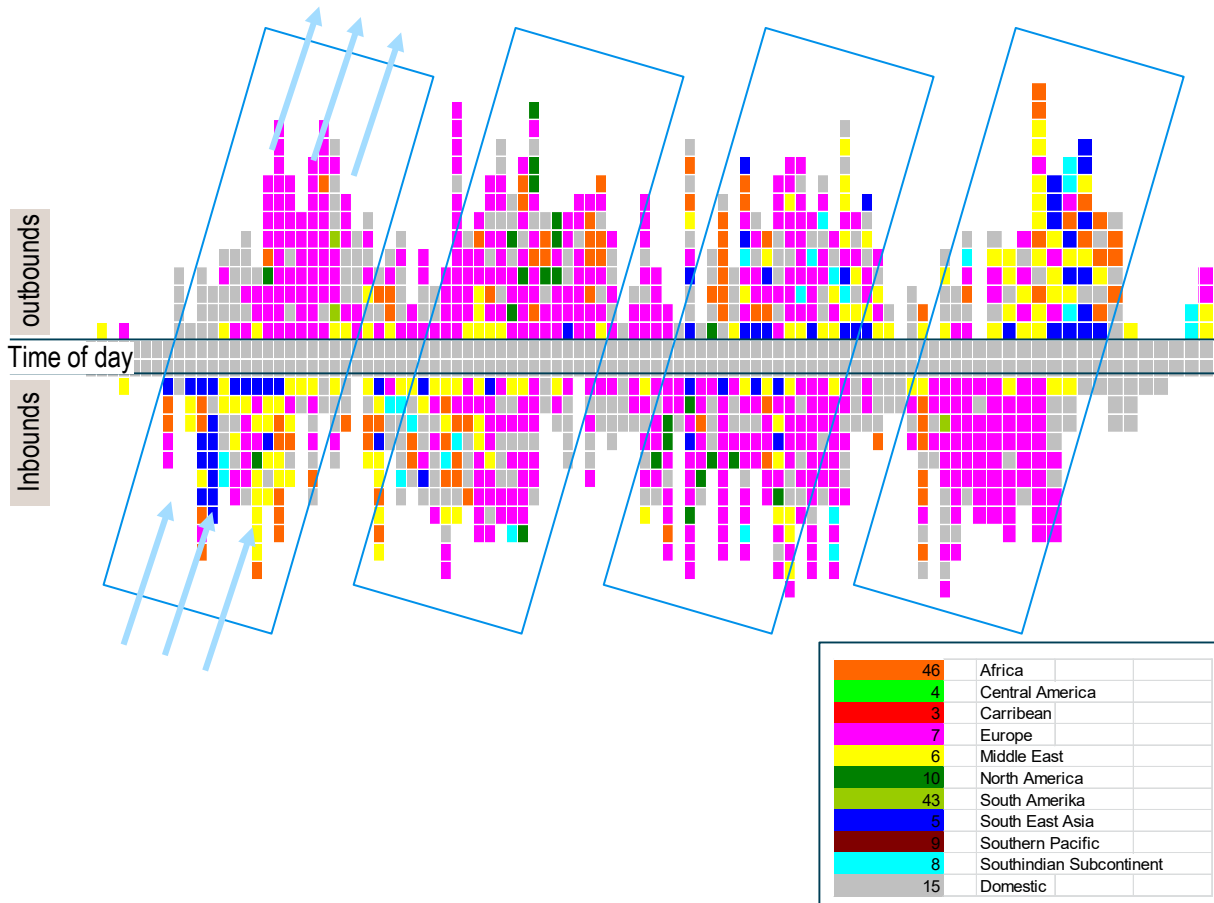 outbounds
Time of day
Inbounds
46 Africa
4 Central America
3 Carribean
7 Europe
6 Middle East
10 North America
43 South Amerika
5 South East Asia
9 Southern Pacific
8 Southindian Subcontinent
15 Domestic